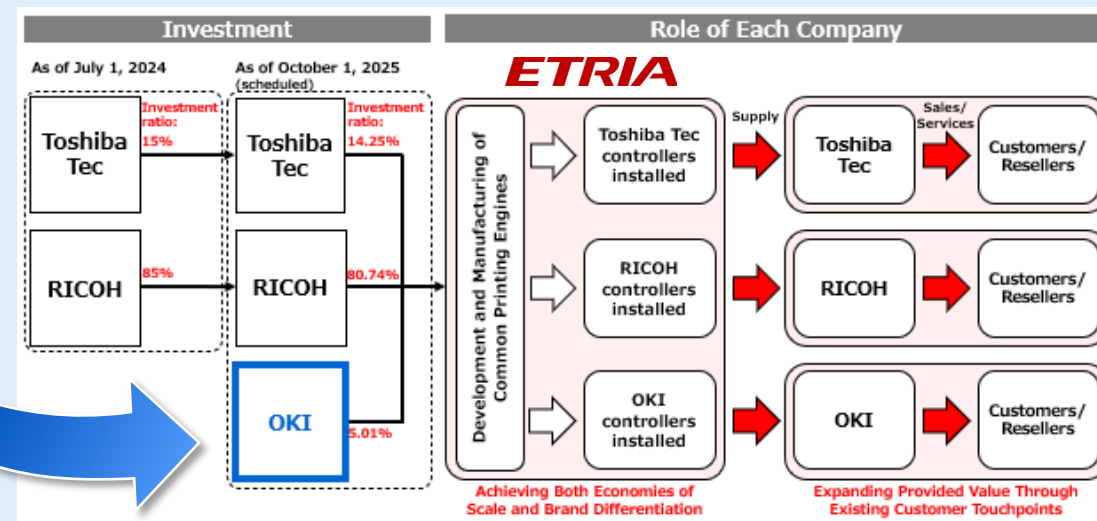 Investment
Role of Each Company
As of July 1, 2024
As of October 1, 2025
(scheduled)
ETRIA
Toshiba
Tec
Investment
ratio:
15%
Toshiba
Tec
Investment
ratio:
14.25%
RICOH
85%
RICOH
80.74%
OKI
5.01%
Development and Manufacturing of
Common Printing Engines
Toshiba Tec
controllers
installed
RICOH
controllers
installed
OKI
controllers
installed
Supply
Sales/
Services
Toshiba
Tec
Customers/
Resellers
RICOH
Customers/
Resellers
OKI
Customers/
Resellers
Achieving Both Economies of
Scale and Brand Differentiation
Expanding Provided Value Through
Existing Customer Touchpoints